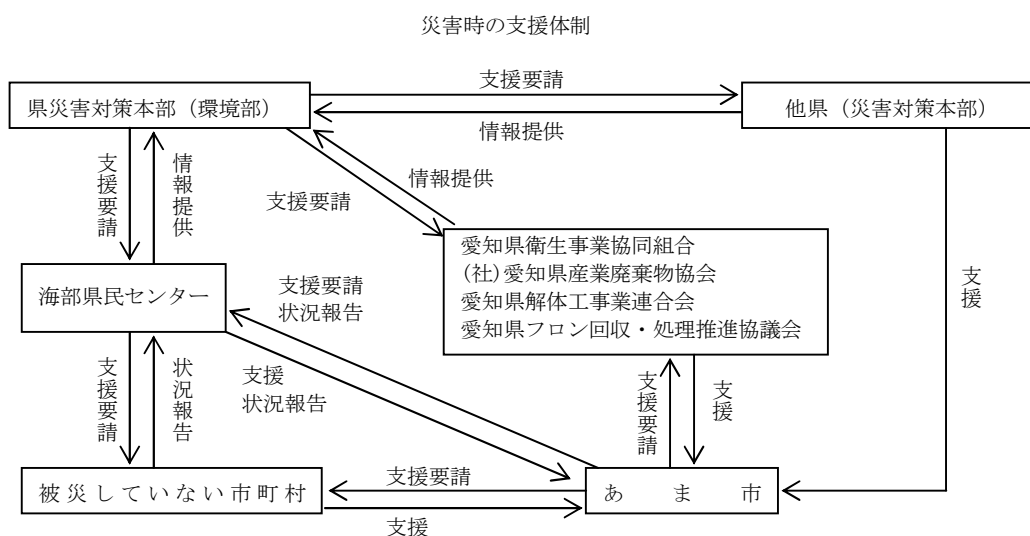 災害時の支援体制
支援要請
県災害対策本部（環境部）
他県（災害対策本部）
情報提供
支援要請
情報提供
情報提供
支援要請
愛知県衛生事業協同組合
(社)愛知県産業廃棄物協会
愛知県解体工事業連合会
愛知県フロン回収・処理推進協議会
支援
海部県民センター
支援要請
状況報告
支援
状況報告
支援要請
状況報告
支援要請
支援
被災していない市町村
支援要請
あま市
支援